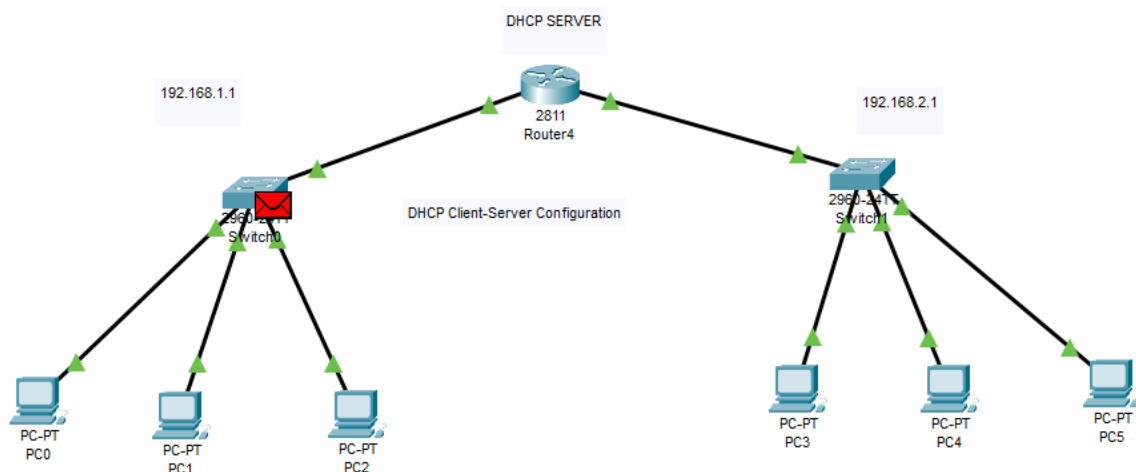 DHCP SERVER
192.168.1.1
2811
Router4
192.168.2.1
2960-24TT
Switch0
DHCP Client-Server Configuration
2960-24TT
Switch1
PC-PT
PC0
PC-PT
PC1
PC-PT
PC2
PC-PT
PC3
PC-PT
PC4
PC-PT
PC5